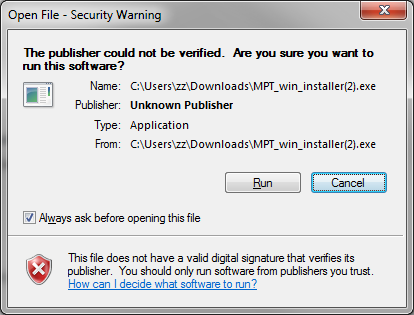 Open File - Security Warning
The publisher could not be verified.  Are you sure you want to
run this software?
Name: C:\Users\zz\Downloads\MPT_win_installer(2).exe
Publisher: Unknown Publisher
Type: Application
From: C:\Users\zz\Downloads\MPT_win_installer(2).exe
Run Cancel
Always ask before opening this file
This file does not have a valid digital signature that verifies its
publisher.  You should only run software from publishers you trust.
How can I decide what software to run?